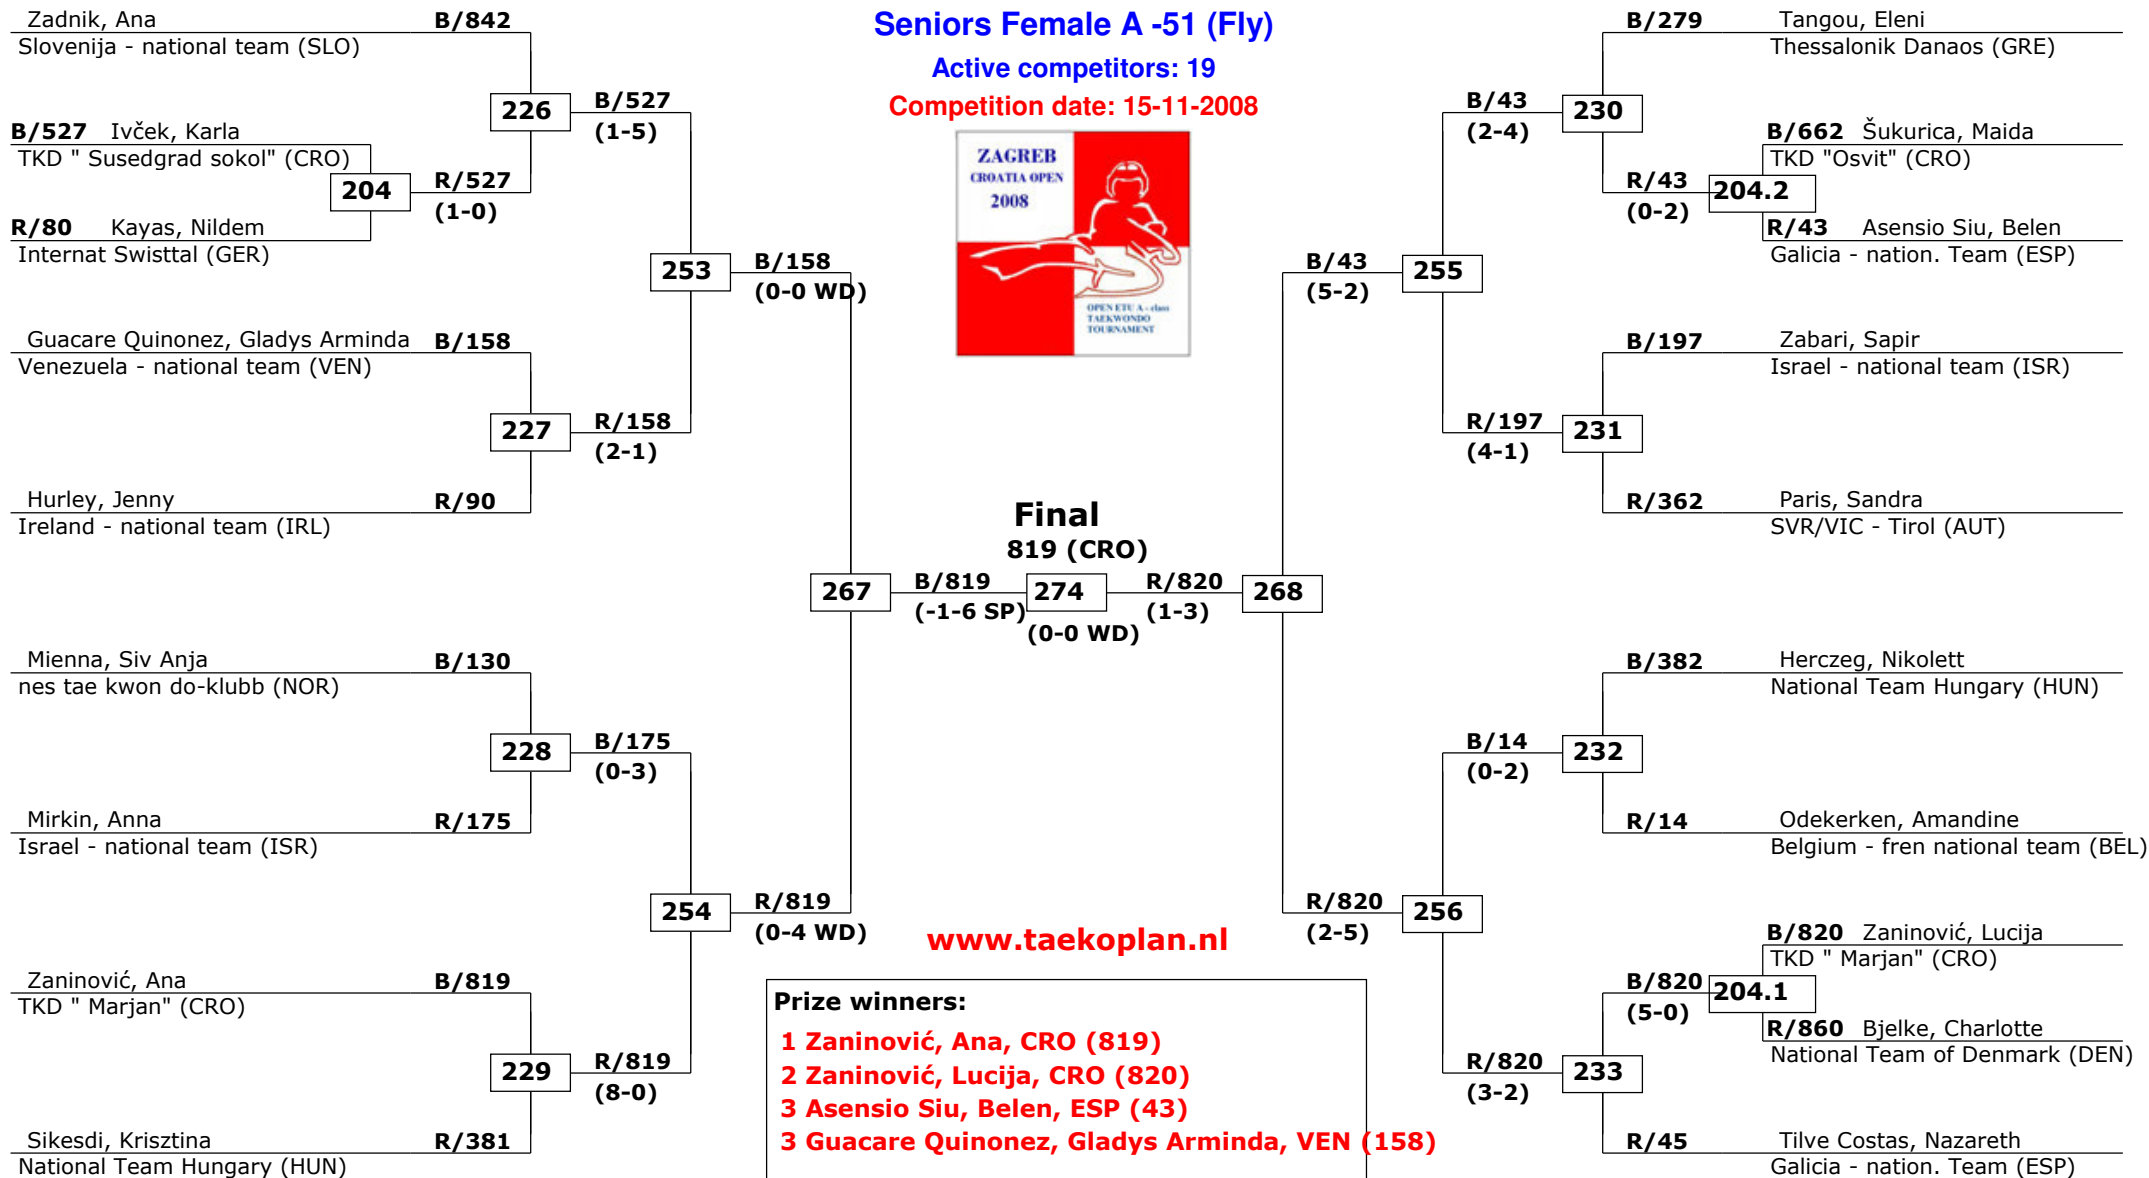 Seniors Female A -51 (Fly)
Active competitors: 19
Competition date: 15-11-2008
ZAGREB
CROATIA OPEN
2008
OPEN ETU A - class
TAEKWONDO
TOURNAMENT
Zadnik, Ana B/842
Slovenija - national team (SLO)
226
B/527
(1-5)
B/527 Ivček, Karla
TKD " Susedgrad sokol" (CRO)
204
R/527
(1-0)
R/80 Kayas, Nildem
Internat Swisttal (GER)
253
B/158
(0-0 WD)
Guacare Quinonez, Gladys Arminda B/158
Venezuela - national team (VEN)
227
R/158
(2-1)
Hurley, Jenny R/90
Ireland - national team (IRL)
267
B/819
(-1-6 SP)
Mienna, Siv Anja B/130
nes tae kwon do-klubb (NOR)
228
B/175
(0-3)
Mirkin, Anna R/175
Israel - national team (ISR)
254
R/819
(0-4 WD)
Zaninović, Ana B/819
TKD " Marjan" (CRO)
229
R/819
(8-0)
Sikesdi, Krisztina R/381
National Team Hungary (HUN)
Final
819 (CRO)
274
(0-0 WD)
R/820
(1-3)
268
B/279 Tangou, Eleni
Thessalonik Danaos (GRE)
B/43
(2-4)
230
B/662 Šukurica, Maida
TKD "Osvit" (CRO)
R/43
(0-2)
204.2
R/43 Asensio Siu, Belen
Galicia - nation. Team (ESP)
B/43
(5-2)
255
B/197 Zabari, Sapir
Israel - national team (ISR)
R/197
(4-1)
231
R/362 Paris, Sandra
SVR/VIC - Tirol (AUT)
B/382 Herczeg, Nikolett
National Team Hungary (HUN)
B/14
(0-2)
232
R/14 Odekerken, Amandine
Belgium - fren national team (BEL)
R/820
(2-5)
256
B/820 Zaninović, Lucija
TKD " Marjan" (CRO)
B/820
(5-0)
204.1
R/860 Bjelke, Charlotte
National Team of Denmark (DEN)
R/820
(3-2)
233
R/45 Tilve Costas, Nazareth
Galicia - nation. Team (ESP)
www.taekoplan.nl
Prize winners:
1 Zaninović, Ana, CRO (819)
2 Zaninović, Lucija, CRO (820)
3 Asensio Siu, Belen, ESP (43)
3 Guacare Quinonez, Gladys Arminda, VEN (158)